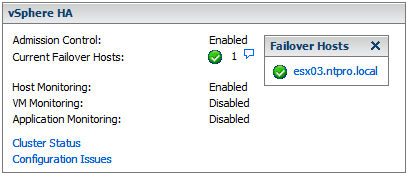 vSphere HA
Admission Control: Enabled
Current Failover Hosts: 1
Failover Hosts X
esx03.ntpro.local
Host Monitoring: Enabled
VM Monitoring: Disabled
Application Monitoring: Disabled
Cluster Status
Configuration Issues